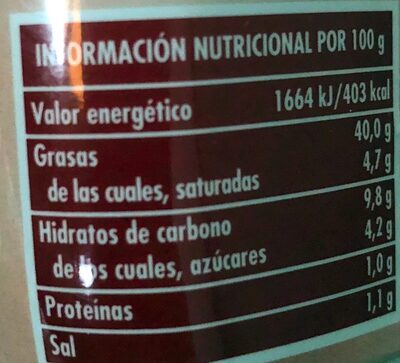 INFORMACIÓN NUTRICIONAL POR 100 g
Valor energético 1664 kJ/403 kcal
Grasas 40,0 g
de las cuales, saturadas 4,7 g
Hidratos de carbono 9,8 g
de los cuales, azúcares 4,2 g
Proteínas 1,0 g
Sal 1,1 g